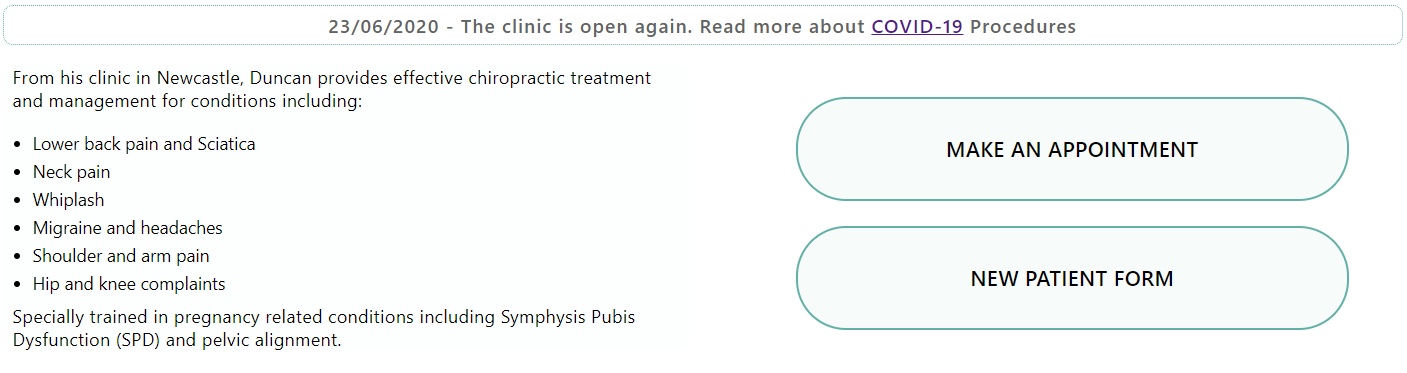 23/06/2020 - The clinic is open again. Read more about COVID-19 Procedures
From his clinic in Newcastle, Duncan provides effective chiropractic treatment
and management for conditions including:
• Lower back pain and Sciatica
• Neck pain
• Whiplash
• Migraine and headaches
• Shoulder and arm pain
• Hip and knee complaints
Specially trained in pregnancy related conditions including Symphysis Pubis
Dysfunction (SPD) and pelvic alignment.
MAKE AN APPOINTMENT
NEW PATIENT FORM